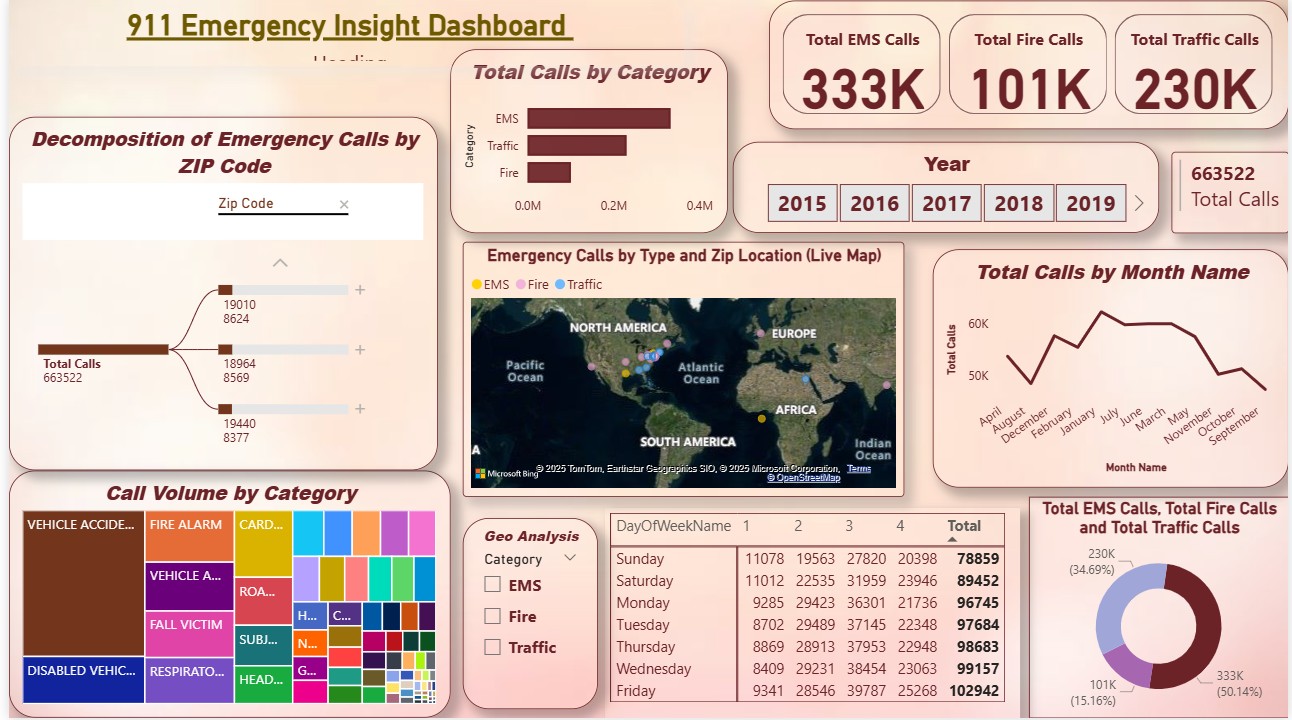 911 Emergency Insight Dashboard
Total Calls by Category
Category
EMS
Traffic
Fire
0.0M 0.2M 0.4M
Total EMS Calls
333K
Total Fire Calls
101K
Total Traffic Calls
230K
Decomposition of Emergency Calls by
ZIP Code
Zip Code
19010
8624
Total Calls
663522
18964
8569
19440
8377
Year
2015 2016 2017 2018 2019
663522
Total Calls
Emergency Calls by Type and Zip Location (Live Map)
EMS Fire Traffic
NORTH AMERICA
EUROPE
Pacific
Ocean
Atlantic
Ocean
AFRICA
SOUTH AMERICA
Indian
Ocean
A
Microsoft Bing
© 2025 TomTom, Earthstar Geographics SIO, © 2025 Microsoft Corporation, Terms
© OpenStreetMap
Total Calls by Month Name
Total Calls
60K
50K
April
August
December
February
January
July
June
March
May
November
October
September
Month Name
Call Volume by Category
VEHICLE ACCIDE...
DISABLED VEHIC...
FIRE ALARM
VEHICLE A...
FALL VICTIM
RESPIRATO...
CARD...
ROA...
SUBJ...
HEAD...
H...
C...
N...
G...
Geo Analysis
Category
EMS
Fire
Traffic
DayOfWeekName 1 2 3 4 Total
Sunday 11078 19563 27820 20398 78859
Saturday 11012 22535 31959 23946 89452
Monday 9285 29423 36301 21736 96745
Tuesday 8702 29489 37145 22348 97684
Thursday 8869 28913 37953 22948 98683
Wednesday 8409 29231 38454 23063 99157
Friday 9341 28546 39787 25268 102942
Total EMS Calls, Total Fire Calls
and Total Traffic Calls
230K
(34.69%)
101K
(15.16%)
333K
(50.14%)